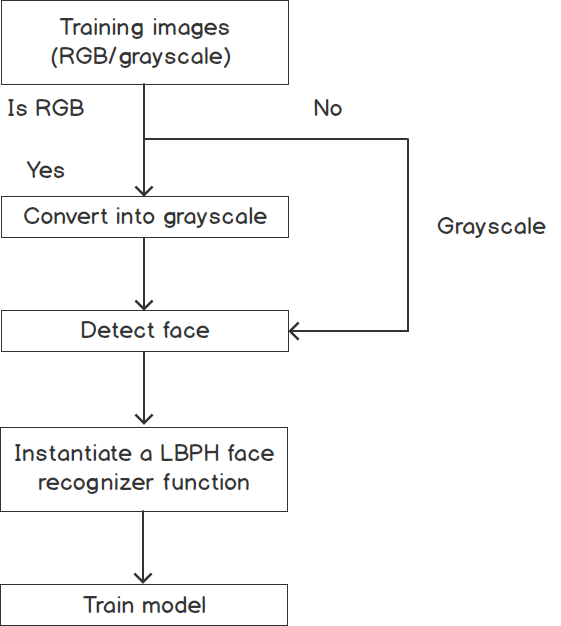 Training images
(RGB/grayscale)
Is RGB
No
Yes
Convert into grayscale
Grayscale
Detect face
Instantiate a LBPH face
recognizer function
Train model